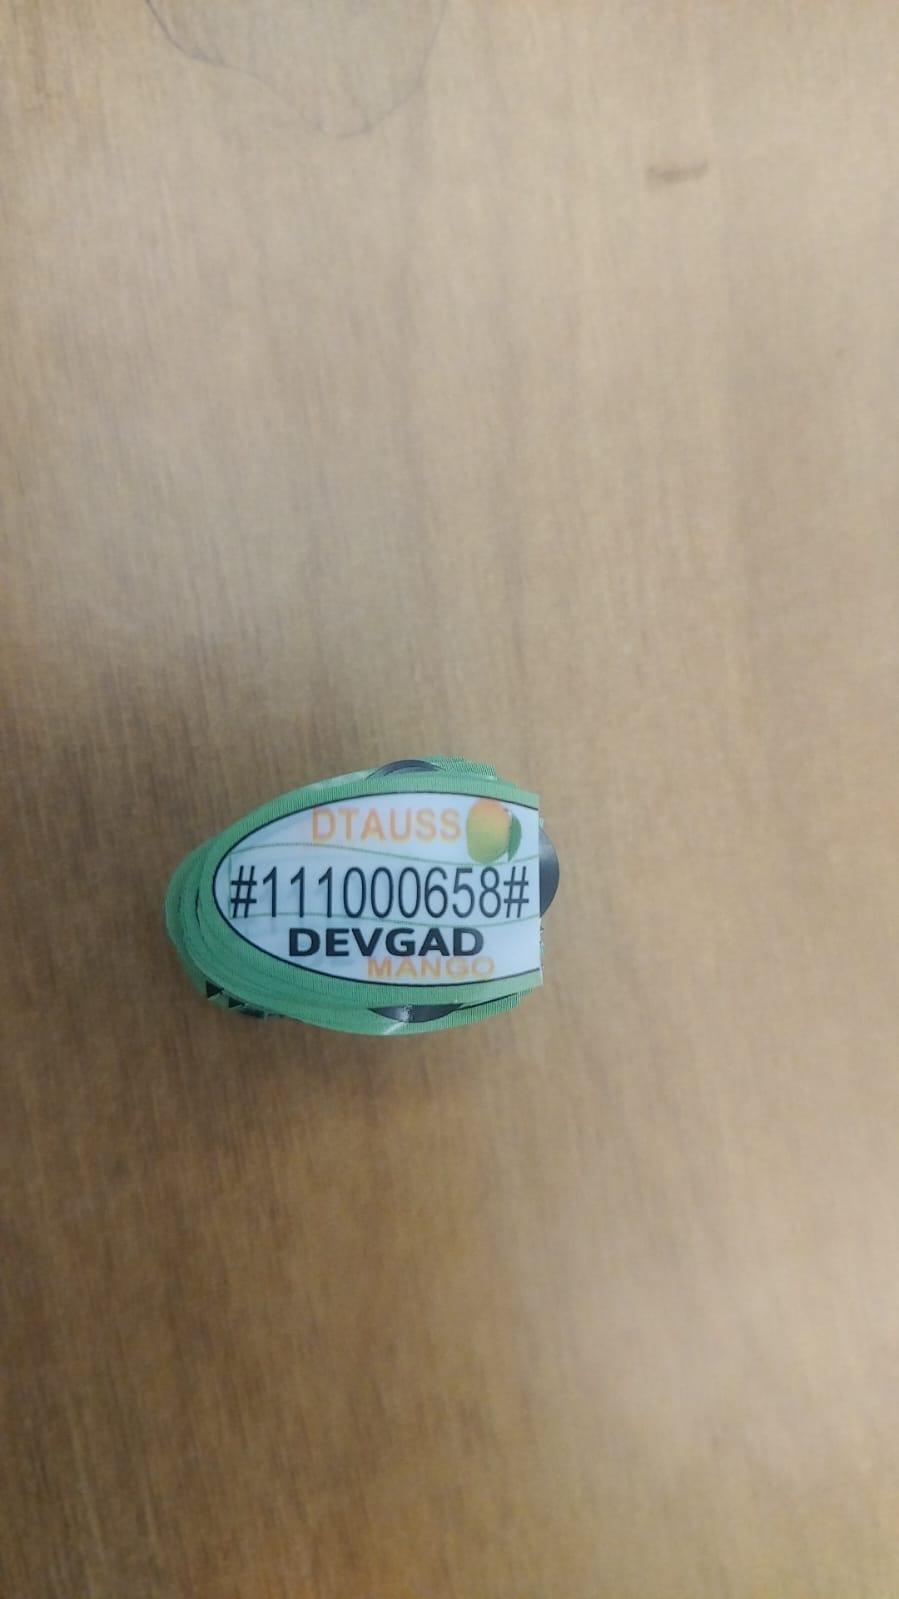 DTAUSS
#111000658#
DEVGAD
MANGO